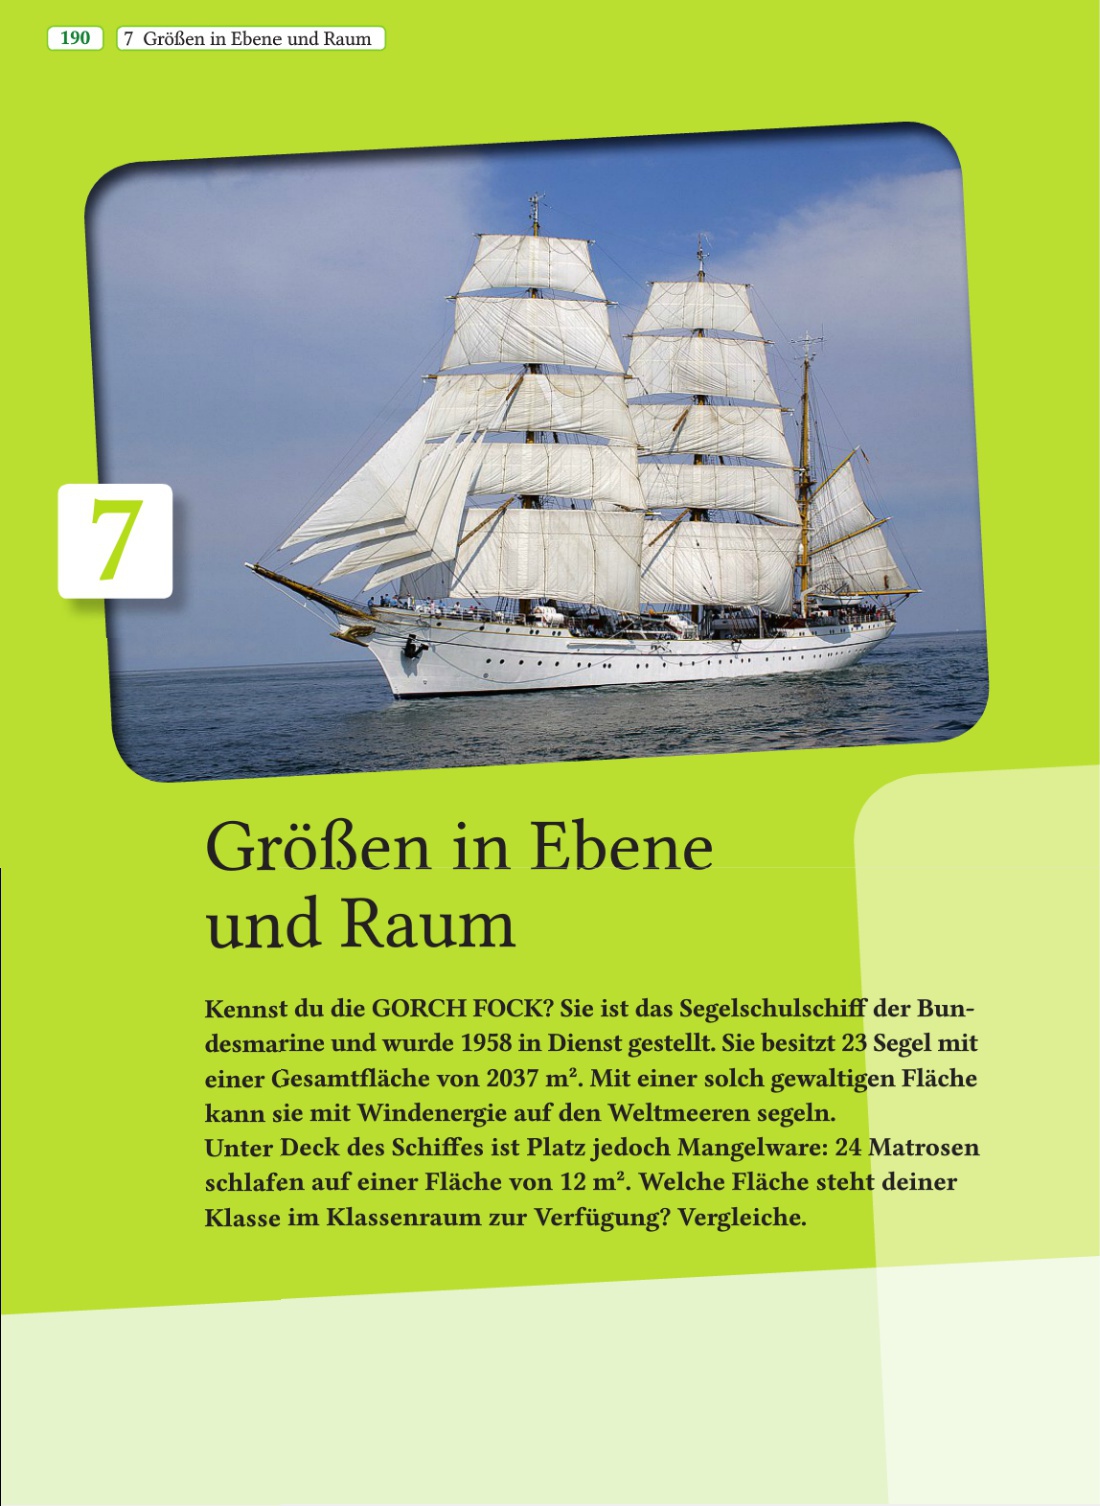 190
7 Größen in Ebene und Raum
7
Größen in Ebene
und Raum
Kennst du die GORCH FOCK? Sie ist das Segelschulschiff der Bun-
desmarine und wurde 1958 in Dienst gestellt. Sie besitzt 23 Segel mit
einer Gesamtfläche von 2037 m². Mit einer solch gewaltigen Fläche
kann sie mit Windenergie auf den Weltmeeren segeln.
Unter Deck des Schiffes ist Platz jedoch Mangelware: 24 Matrosen
schlafen auf einer Fläche von 12 m². Welche Fläche steht deiner
Klasse im Klassenraum zur Verfügung? Vergleiche.